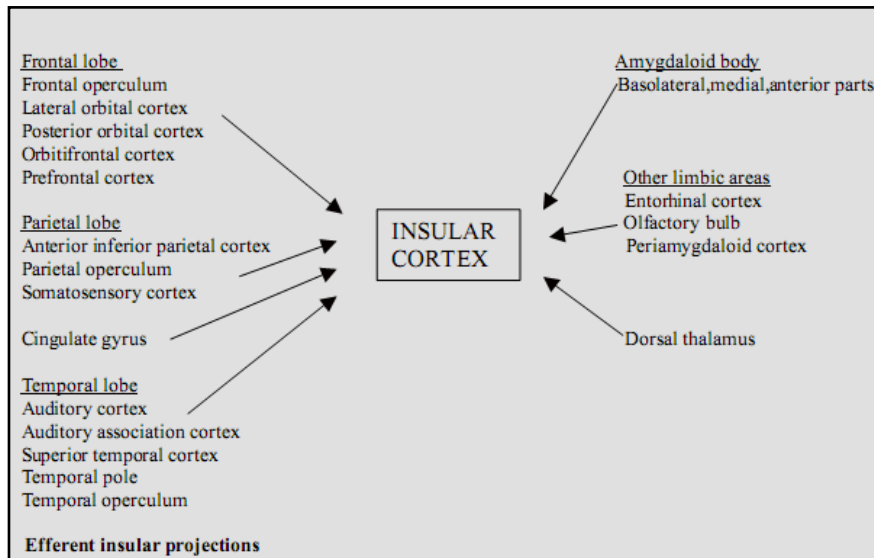 Frontal lobe
Frontal operculum
Lateral orbital cortex
Posterior orbital cortex
Orbitifrontal cortex
Prefrontal cortex
Parietal lobe
Anterior inferior parietal cortex
Parietal operculum
Somatosensory cortex
Cingulate gyrus
Temporal lobe
Auditory cortex
Auditory association cortex
Superior temporal cortex
Temporal pole
Temporal operculum
INSULAR
CORTEX
Amygdaloid body
Basolateral,medial,anterior parts
Other limbic areas
Entorhinal cortex
Olfactory bulb
Periamygdaloid cortex
Dorsal thalamus
Efferent insular projections